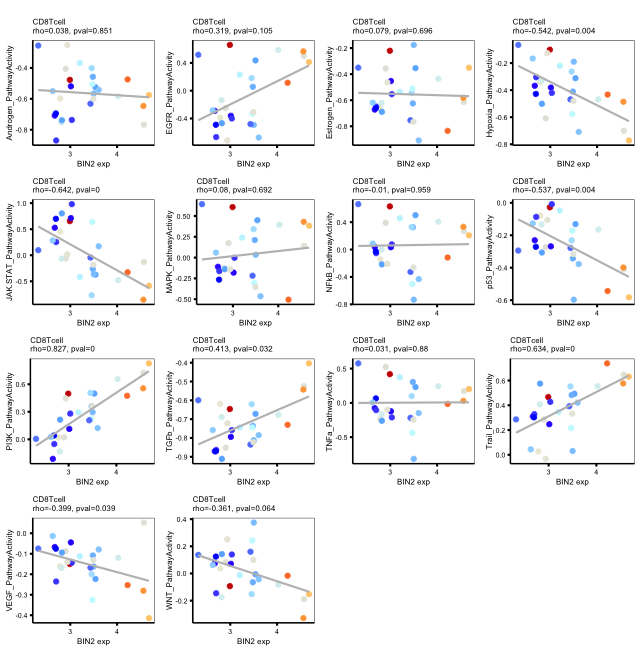 CD8Tcell
rho=0.038, pval=0.851
Androgen_PathwayActivity
-0.4
-0.6
-0.8
3
4
BIN2 exp
CD8Tcell
rho=0.319, pval=0.105
EGFR_PathwayActivity
0.4
0.0
-0.4
3
4
BIN2 exp
CD8Tcell
rho=0.079, pval=0.696
Estrogen_PathwayActivity
-0.2
-0.4
-0.6
-0.8
3
4
BIN2 exp
CD8Tcell
rho=-0.542, pval=0.004
Hypoxia_PathwayActivity
-0.2
-0.4
-0.6
-0.8
3
4
BIN2 exp
CD8Tcell
rho=-0.642, pval=0
JAK-STAT_PathwayActivity
1.0
0.5
0.0
-0.5
3
4
BIN2 exp
CD8Tcell
rho=0.08, pval=0.692
MAPK_PathwayActivity
0.50
0.25
0.00
-0.25
-0.50
3
4
BIN2 exp
CD8Tcell
rho=-0.01, pval=0.959
NFkB_PathwayActivity
0.4
0.0
-0.4
-0.8
3
4
BIN2 exp
CD8Tcell
rho=-0.537, pval=0.004
p53_PathwayActivity
0.0
-0.2
-0.4
-0.6
3
4
BIN2 exp
CD8Tcell
rho=0.827, pval=0
PI3K_PathwayActivity
0.6
0.3
0.0
3
4
BIN2 exp
CD8Tcell
rho=0.413, pval=0.032
TGFb_PathwayActivity
-0.4
-0.5
-0.6
-0.7
-0.8
-0.9
3
4
BIN2 exp
CD8Tcell
rho=0.031, pval=0.88
TNFa_PathwayActivity
0.5
0.0
-0.5
3
4
BIN2 exp
CD8Tcell
rho=0.634, pval=0
Trail_PathwayActivity
0.6
0.4
0.2
0.0
3
4
BIN2 exp
CD8Tcell
rho=-0.399, pval=0.039
VEGF_PathwayActivity
0.0
-0.1
-0.2
-0.3
-0.4
3
4
BIN2 exp
CD8Tcell
rho=-0.361, pval=0.064
WNT_PathwayActivity
0.4
0.2
0.0
-0.2
3
4
BIN2 exp